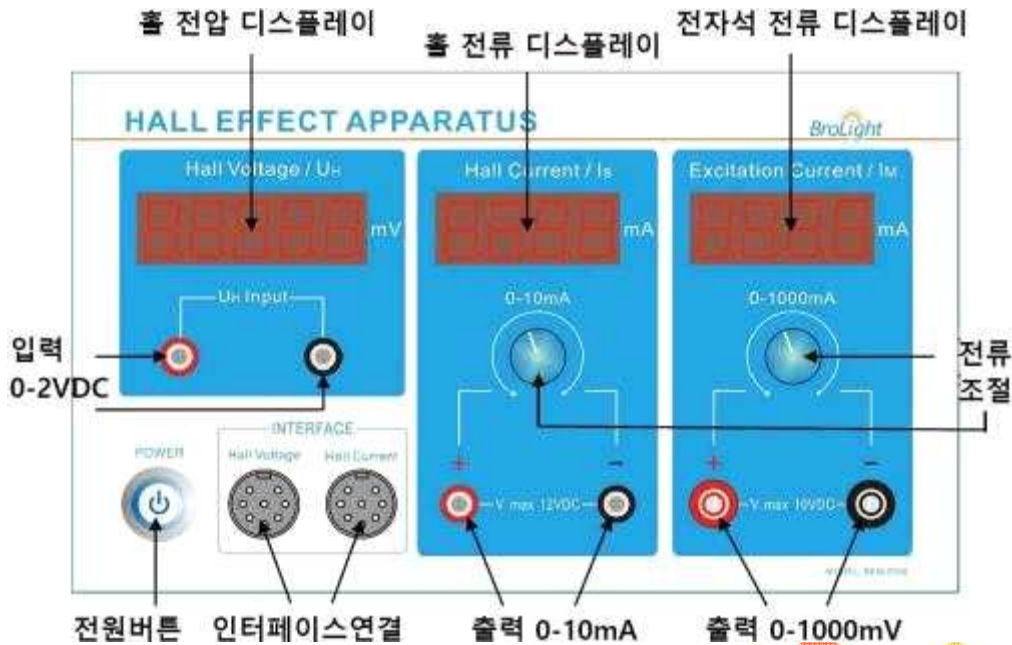 홀 전압 디스플레이
홀 전류 디스플레이
전자석 전류 디스플레이
HALL EFFECT APPARATUS
BroLight
Hall Voltage / UH
Hall Current / Is
Excitation Current / IM
mV
mA
mA
UH Input
0-10mA
0-1000mA
입력
0-2VDC
전류
조절
POWER
INTERFACE
Hall Voltage
Hall Current
+
−
V max 12VDC
+
−
V max 10VDC
전원버튼
인터페이스연결
출력 0-10mA
출력 0-1000mV